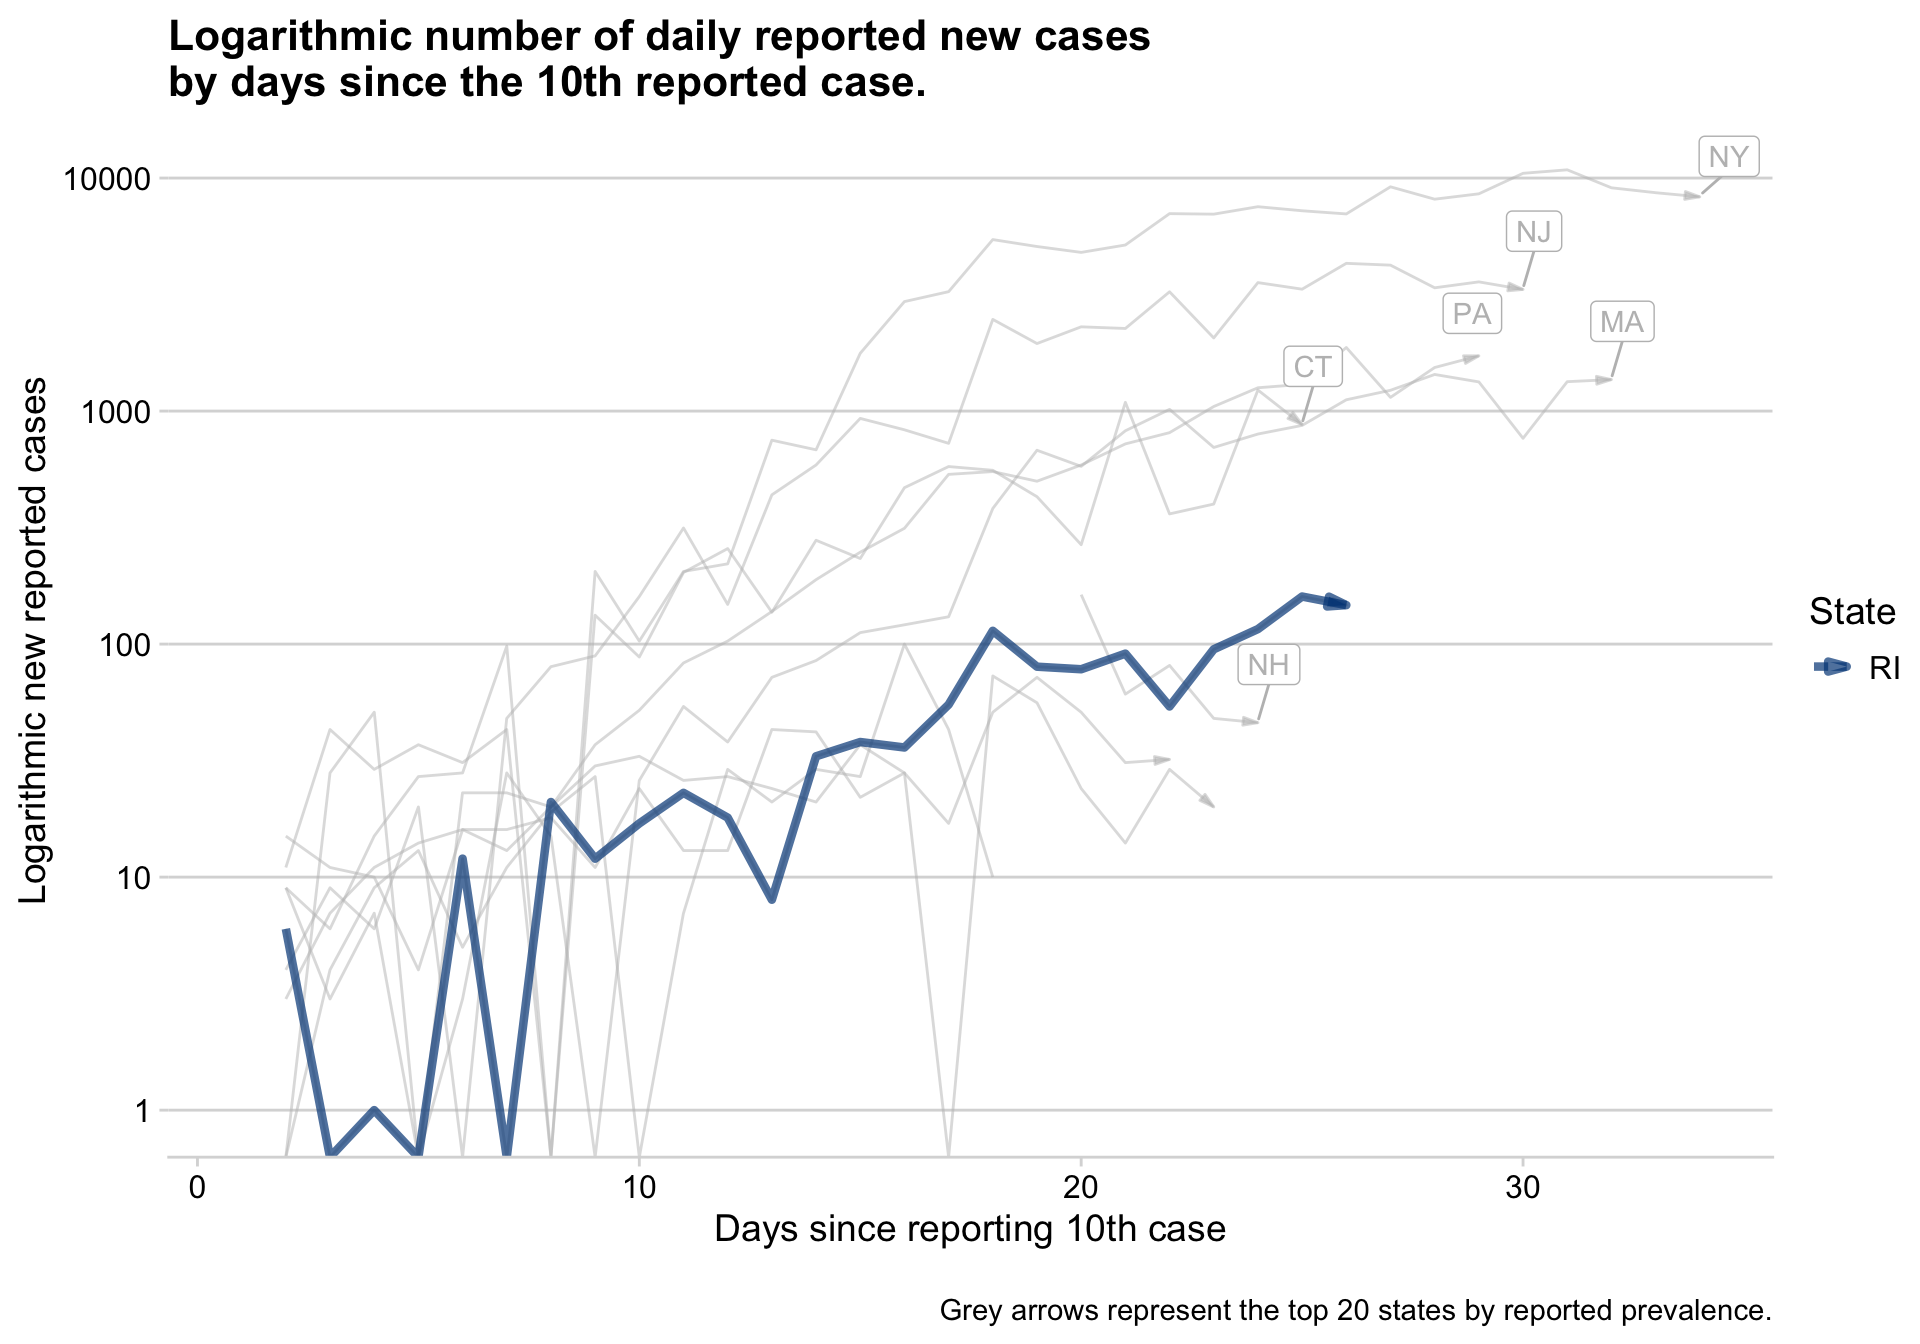 Logarithmic number of daily reported new cases
by days since the 10th reported case.
Logarithmic new reported cases
10000
1000
100
10
1
NY
NJ
PA
MA
CT
NH
State
RI
0
10
20
30
Days since reporting 10th case
Grey arrows represent the top 20 states by reported prevalence.